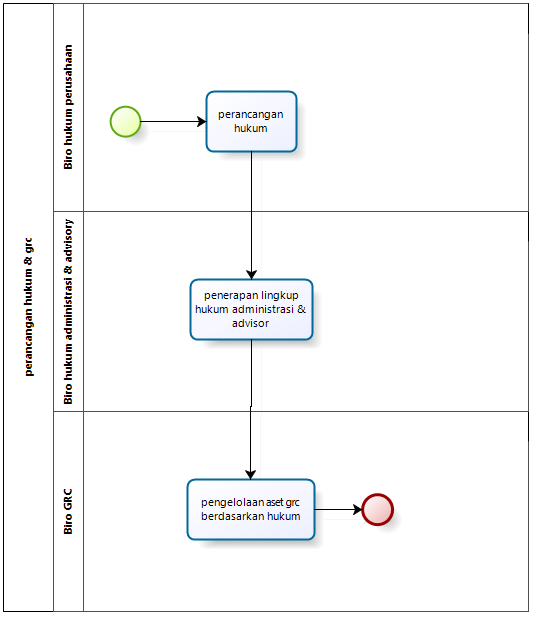 perancangan hukum & grc
Biro hukum perusahaan
perancangan
hukum
Biro hukum administrasi & advisory
penerapan lingkup
hukum administrasi &
advisor
Biro GRC
pengelolaan aset grc
berdasarkan hukum